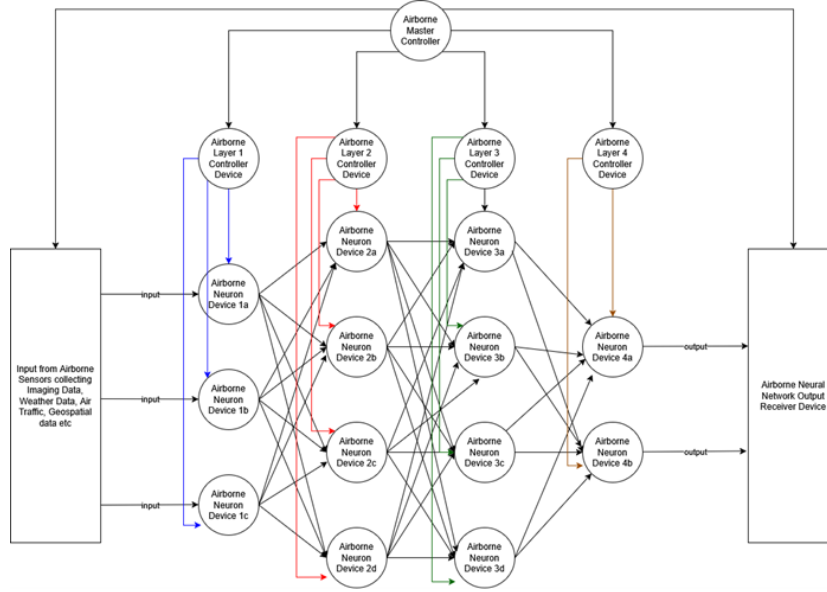 Airborne
Master
Controller
Airborne
Layer 1
Controller
Device
Airborne
Layer 2
Controller
Device
Airborne
Layer 3
Controller
Device
Airborne
Layer 4
Controller
Device
Input from Airborne
Sensors collecting
Imaging Data,
Weather Data, Air
Traffic, Geospatial
data etc
input
input
input
Airborne
Neuron
Device 1a
Airborne
Neuron
Device 1b
Airborne
Neuron
Device 1c
Airborne
Neuron
Device 2a
Airborne
Neuron
Device 2b
Airborne
Neuron
Device 2c
Airborne
Neuron
Device 2d
Airborne
Neuron
Device 3a
Airborne
Neuron
Device 3b
Airborne
Neuron
Device 3c
Airborne
Neuron
Device 3d
Airborne
Neuron
Device 4a
Airborne
Neuron
Device 4b
output
output
Airborne Neural
Network Output
Receiver Device